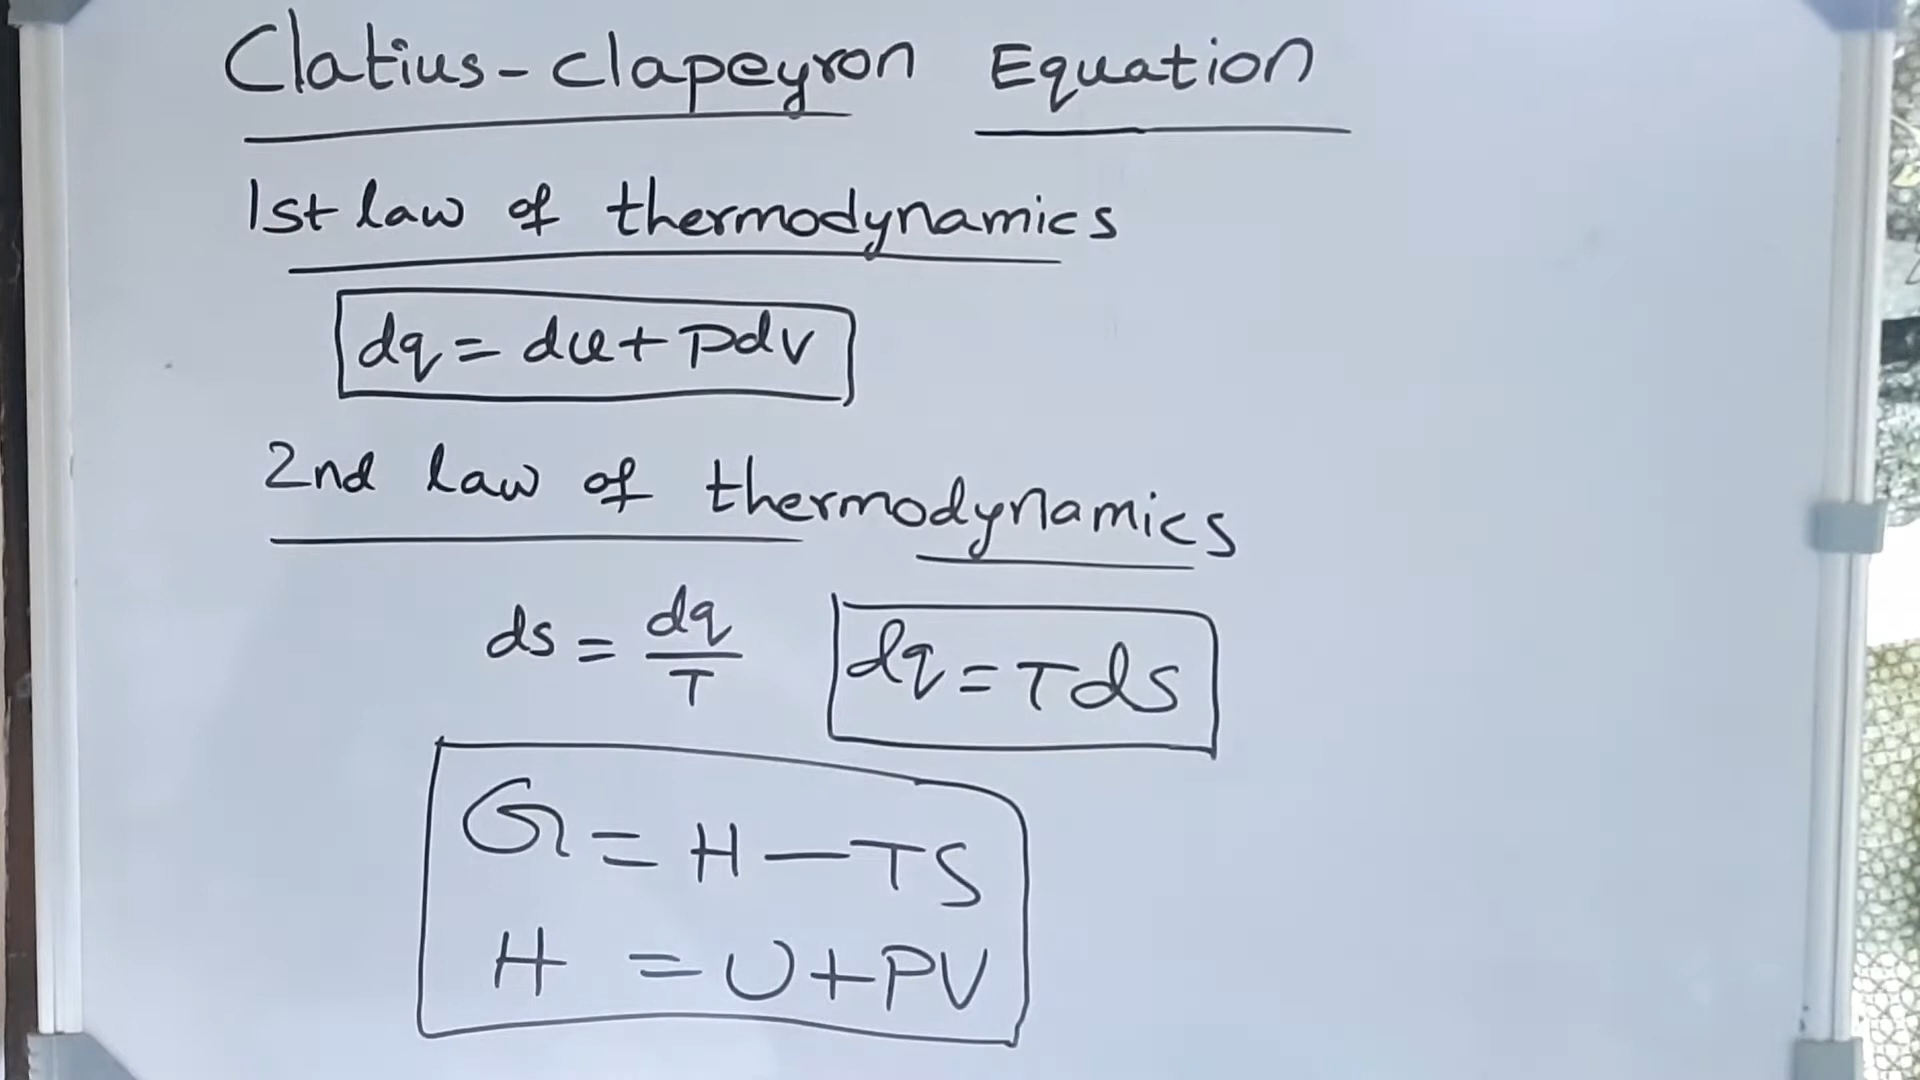 Clatius-clapeyron Equation
1st law of thermodynamics
dq = du + Pdv
2nd law of thermodynamics
ds = dq/T dq = Tds
G = H - TS
H = U + PV